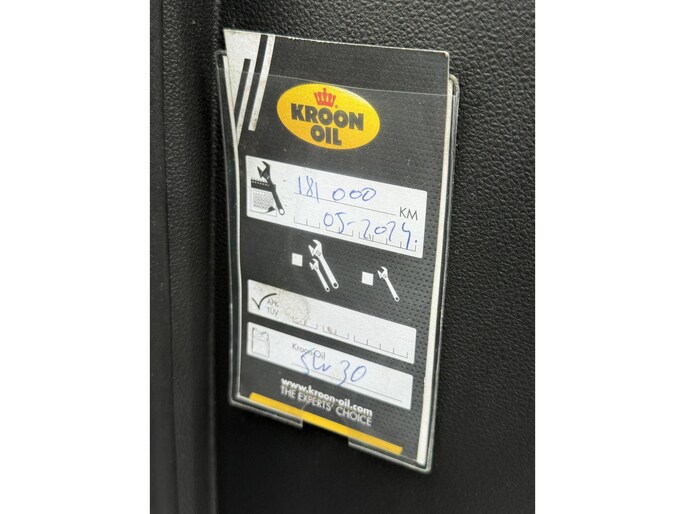 KROON
OIL
181 000 KM
05-2024.
APK
TÜV
Kroon-Oil
5W30
www.kroon-oil.com
THE EXPERTS' CHOICE